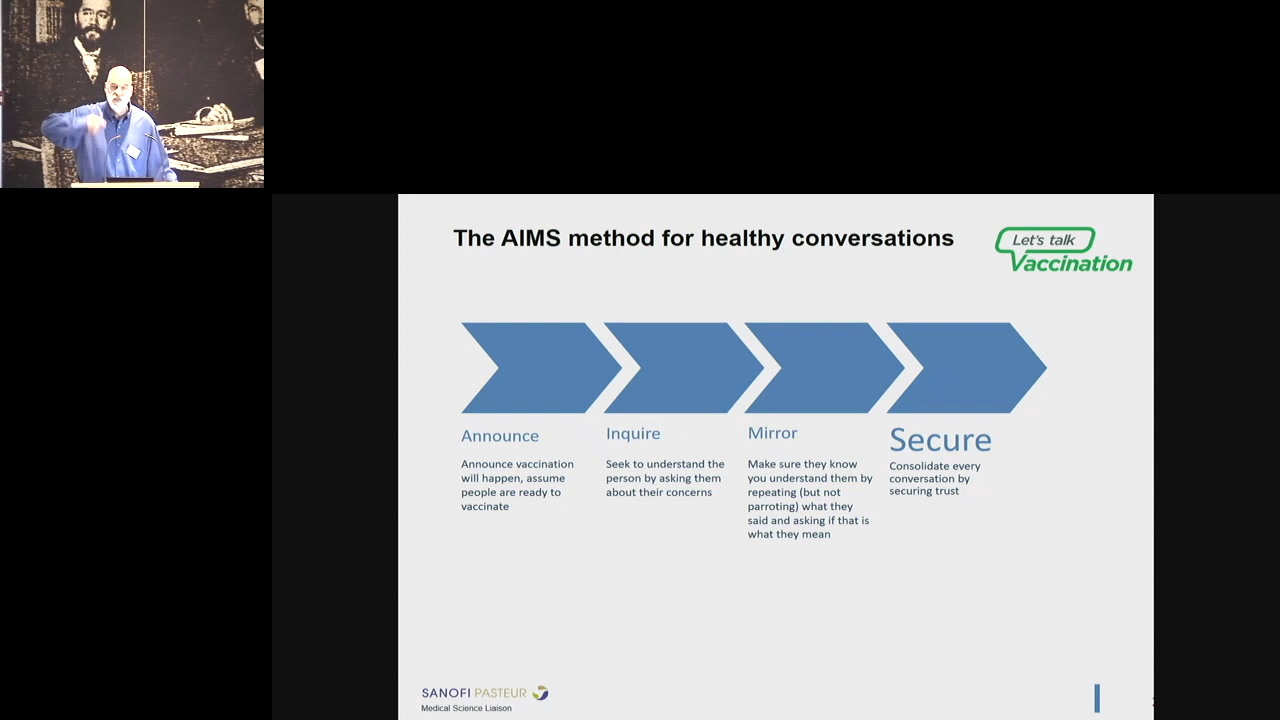 The AIMS method for healthy conversations
Let's talk
Vaccination
Announce
Announce vaccination
will happen, assume
people are ready to
vaccinate
Inquire
Seek to understand the
person by asking them
about their concerns
Mirror
Make sure they know
you understand them by
repeating (but not
parroting) what they
said and asking if that is
what they mean
Secure
Consolidate every
conversation by
securing trust
SANOFI PASTEUR
Medical Science Liaison